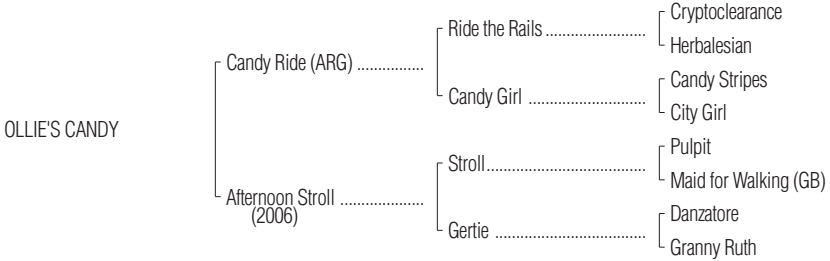 Cryptoclearance
Ride the Rails ........................
Herbalesian
Candy Ride (ARG) ................
Candy Stripes
Candy Girl ............................
City Girl
OLLIE'S CANDY
Pulpit
Stroll......................................
Maid for Walking (GB)
Afternoon Stroll ....................
(2006)
Danzatore
Gertie ....................................
Granny Ruth